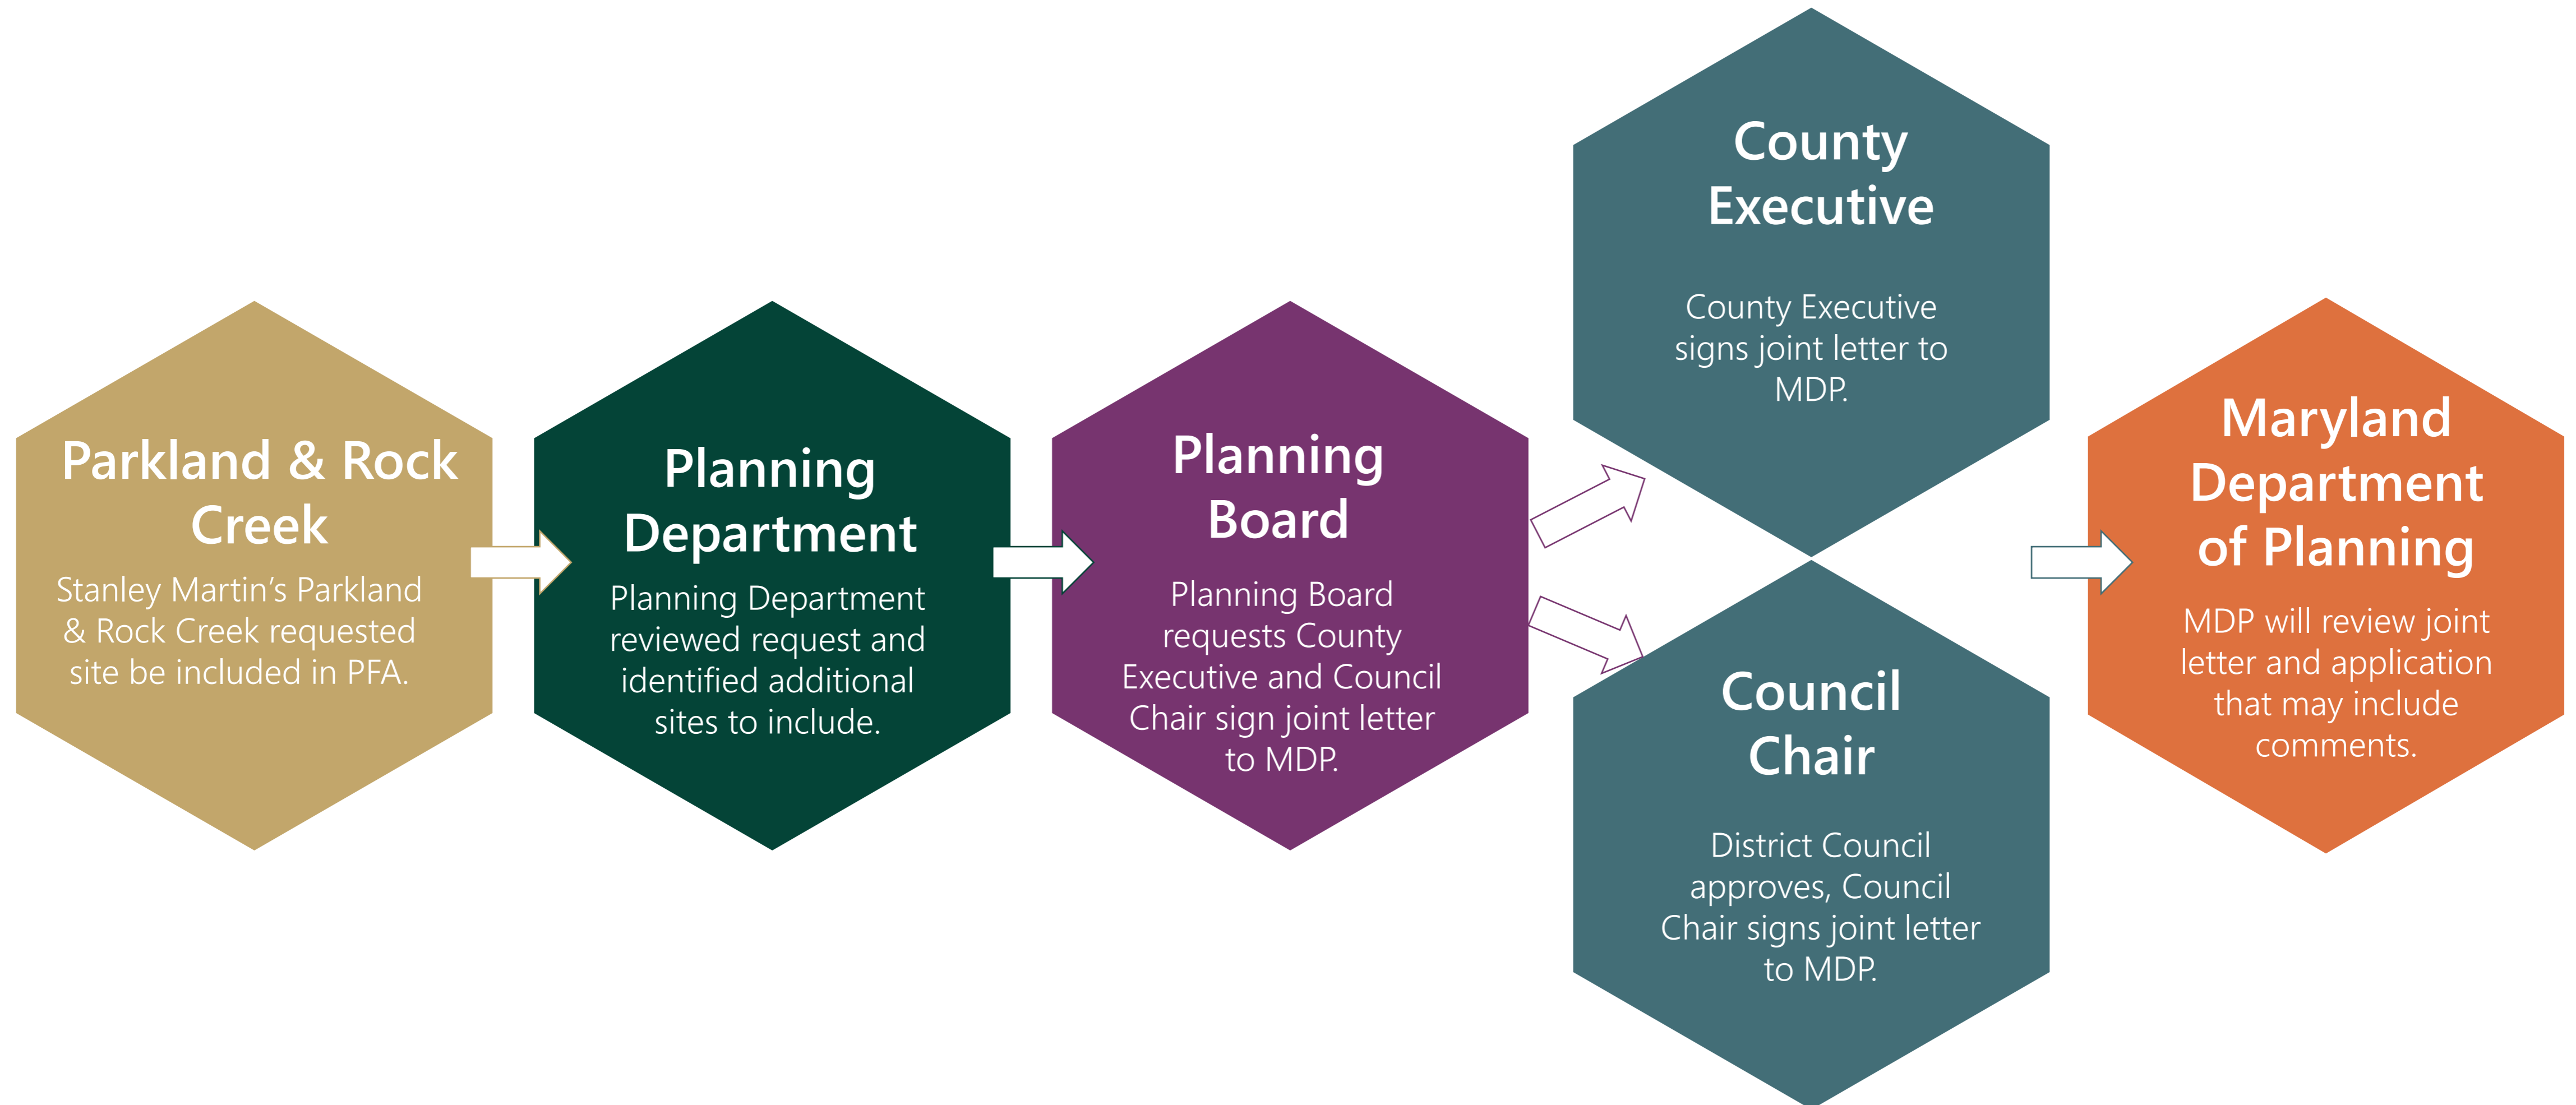 Parkland & Rock
Creek
Stanley Martin’s Parkland
& Rock Creek requested
site be included in PFA.
Planning
Department
Planning Department
reviewed request and
identified additional
sites to include.
Planning
Board
Planning Board
requests County
Executive and Council
Chair sign joint letter
to MDP.
County
Executive
County Executive
signs joint letter to
MDP.
Council
Chair
District Council
approves, Council
Chair signs joint letter
to MDP.
Maryland
Department
of Planning
MDP will review joint
letter and application
that may include
comments.